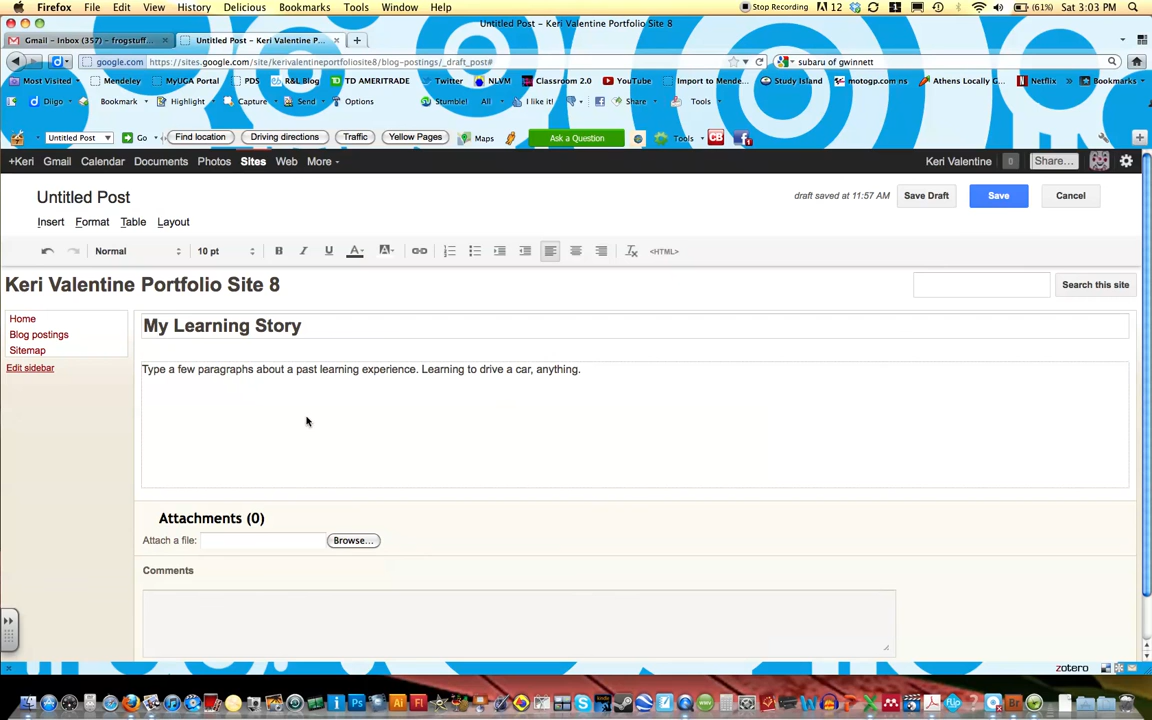 Firefox File Edit View History Delicious Bookmarks Tools Window Help Stop Recording 12 (61%) Sat 3:03 PM
Untitled Post - Keri Valentine Portfolio Site 8
Gmail - Inbox (357) - frogstuff... × Untitled Post - Keri Valentine P... × +
google.com https://sites.google.com/site/kerivalentineportfoliosite8/blog-postings/_draft_post# subaru of gwinnett
Most Visited Mendeley MyUGA Portal PDS R&L Blog TD AMERITRADE Twitter NLVM Classroom 2.0 YouTube Import to Mende... Study Island motogp.com ns Athens Locally G... Netflix Bookmarks
Diigo Bookmark Highlight Capture Send Options Stumble! All I like it! Share Tools
Untitled Post Go Find location Driving directions Traffic Yellow Pages Maps Ask a Question Tools CB
+Keri Gmail Calendar Documents Photos Sites Web More Keri Valentine 0 Share...
Untitled Post draft saved at 11:57 AM Save Draft Save Cancel
Insert Format Table Layout
Normal 10 pt B I U A A <HTML>
Keri Valentine Portfolio Site 8 Search this site
Home
Blog postings
Sitemap
Edit sidebar
My Learning Story
Type a few paragraphs about a past learning experience. Learning to drive a car, anything.
Attachments (0)
Attach a file: Browse...
Comments
zotero